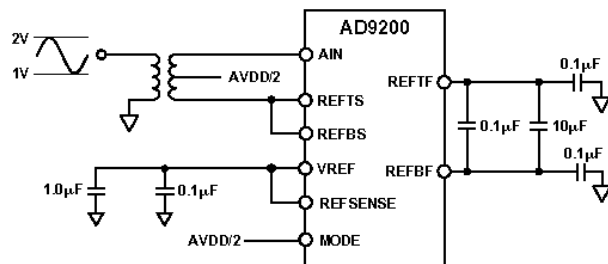 AD9200
2V
1V
AIN
AVDD/2
REFTS
REFBS
VREF
REFSENSE
AVDD/2
MODE
1.0µF
0.1µF
REFTF
REFBF
0.1µF
0.1µF
10µF
0.1µF